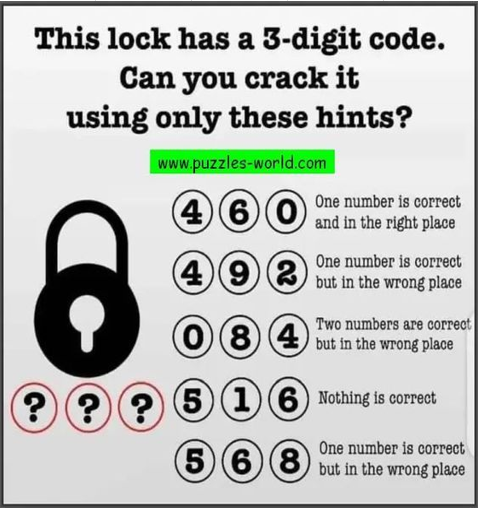 This lock has a 3-digit code.
Can you crack it
using only these hints?
www.puzzles-world.com
4 6 0 One number is correct
and in the right place
4 9 2 One number is correct
but in the wrong place
0 8 4 Two numbers are correct
but in the wrong place
? ? ? 5 1 6 Nothing is correct
5 6 8 One number is correct
but in the wrong place